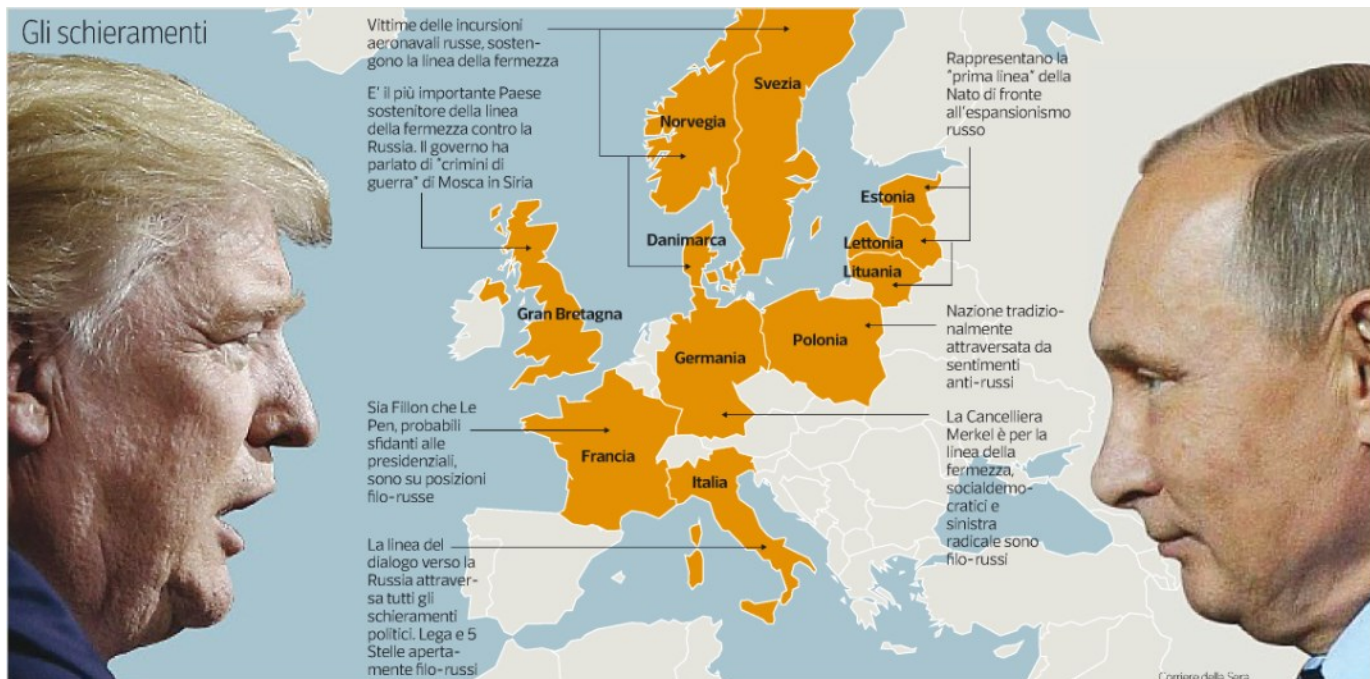 Gli schieramenti
Vittime delle incursioni
aeronavali russe, sosten-
gono la linea della fermezza
E' il più importante Paese
sostenitore della linea
della fermezza contro la
Russia. Il governo ha
parlato di "crimini di
guerra" di Mosca in Siria
Rappresentano la
"prima linea" della
Nato di fronte
all'espansionismo
russo
Svezia
Norvegia
Estonia
Danimarca
Lettonia
Lituania
Gran Bretagna
Germania
Polonia
Nazione tradizio-
nalmente
attraversata da
sentimenti
anti-russi
Sia Fillon che Le
Pen, probabili
sfidanti alle
presidenziali,
sono su posizioni
filo-russe
Francia
Italia
La Cancelliera
Merkel è per la
linea della
fermezza,
socialdemo-
cratici e
sinistra
radicale sono
filo-russi
La linea del
dialogo verso la
Russia attraver-
sa tutti gli
schieramenti
politici. Lega e 5
Stelle aperta-
mente filo-russi
Corriere della Sera